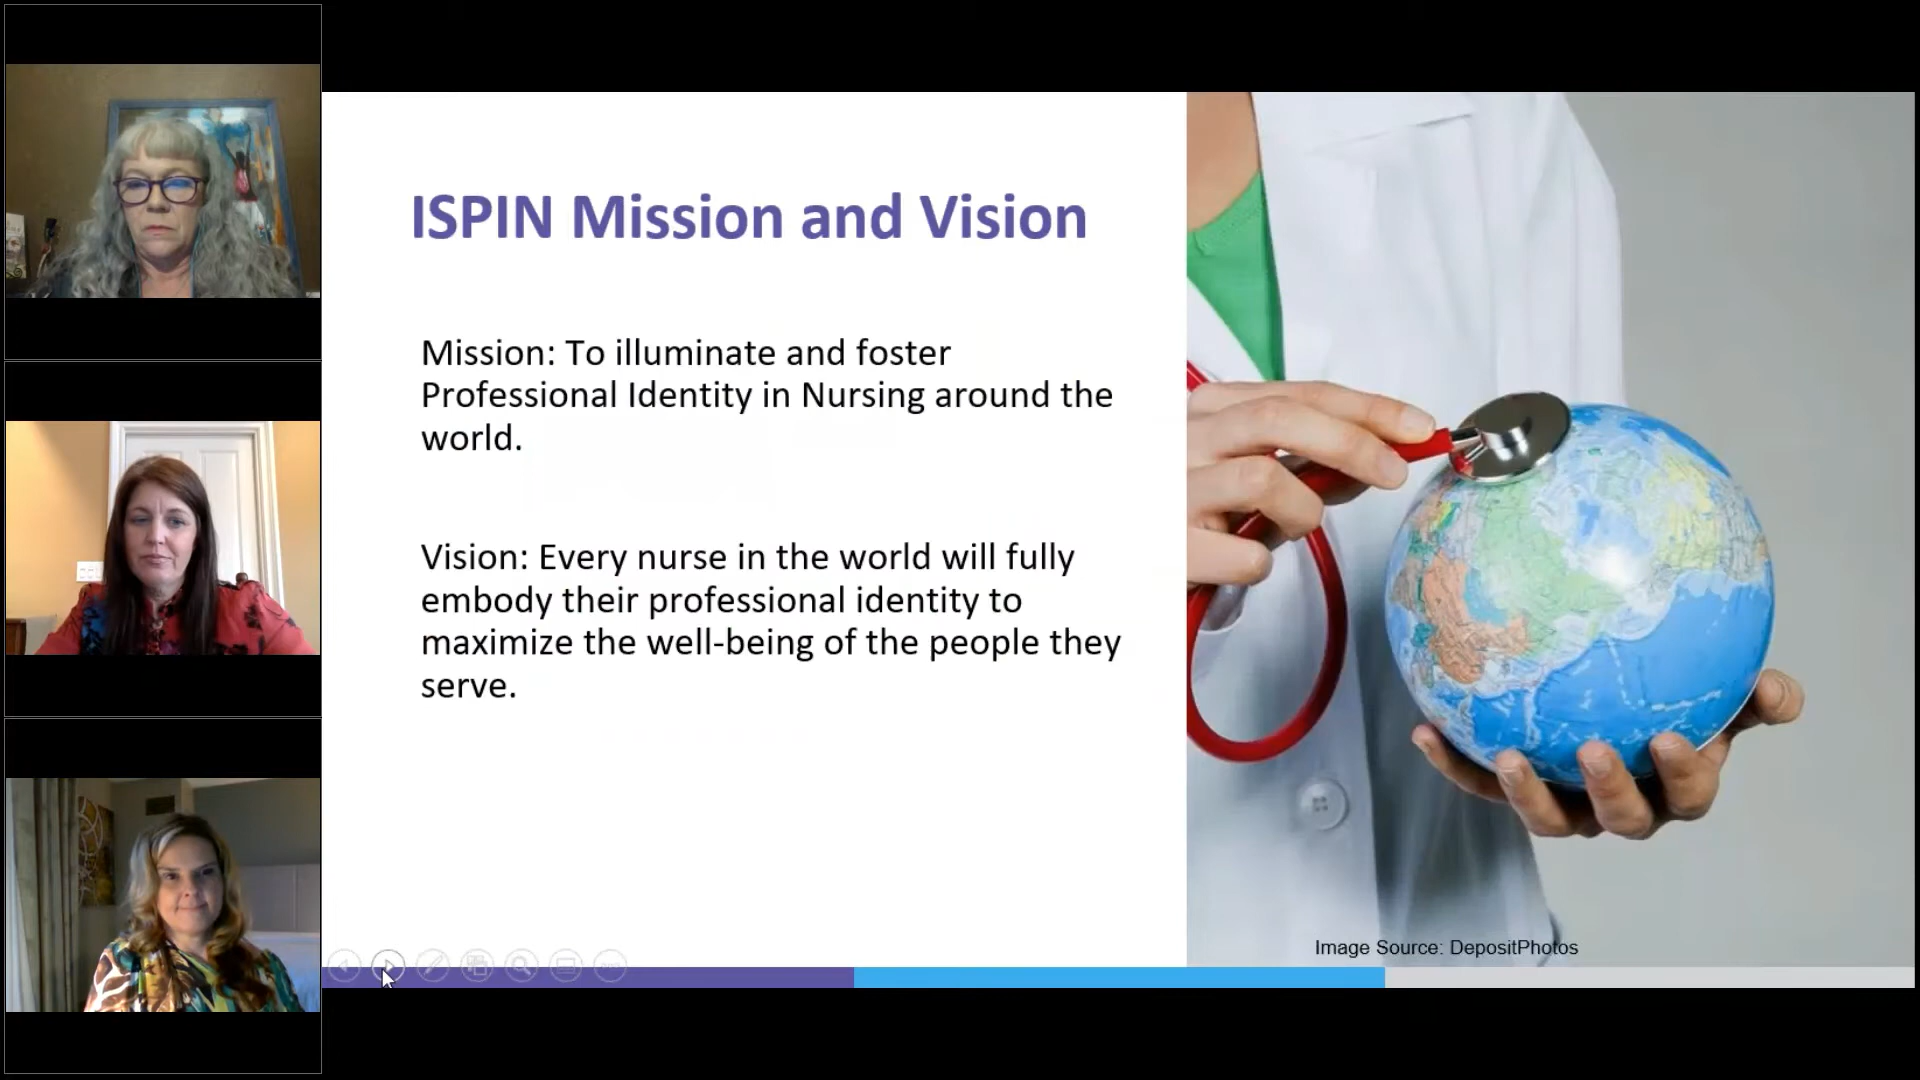 ISPIN Mission and Vision
Mission: To illuminate and foster
Professional Identity in Nursing around the
world.
Vision: Every nurse in the world will fully
embody their professional identity to
maximize the well-being of the people they
serve.
Image Source: DepositPhotos